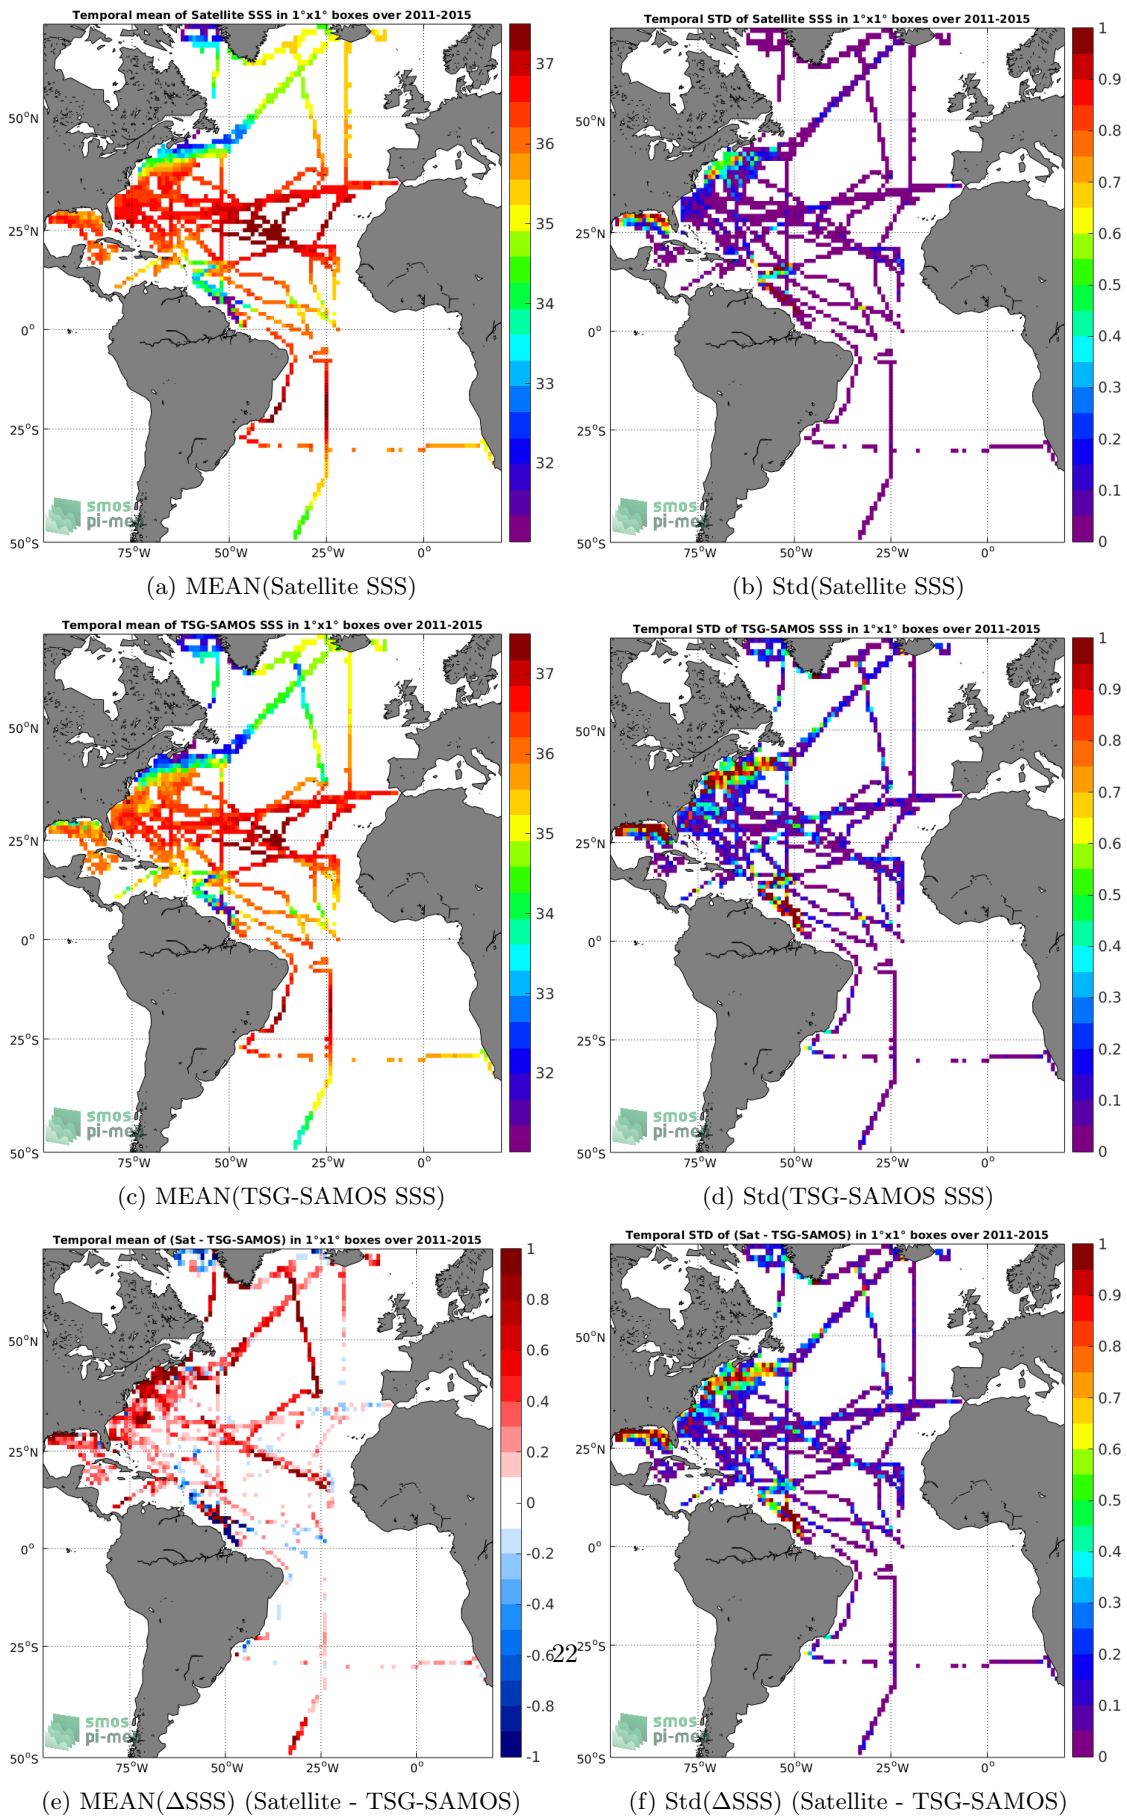 Temporal mean of Satellite SSS in 1°x1° boxes over 2011-2015
50°N
25°N
0°
25°S
50°S
75°W
50°W
25°W
0°
37
36
35
34
33
32
smos
pi-mep
(a) MEAN(Satellite SSS)
Temporal STD of Satellite SSS in 1°x1° boxes over 2011-2015
50°N
25°N
0°
25°S
50°S
75°W
50°W
25°W
0°
1
0.9
0.8
0.7
0.6
0.5
0.4
0.3
0.2
0.1
0
smos
pi-mep
(b) Std(Satellite SSS)
Temporal mean of TSG-SAMOS SSS in 1°x1° boxes over 2011-2015
50°N
25°N
0°
25°S
50°S
75°W
50°W
25°W
0°
37
36
35
34
33
32
smos
pi-mep
(c) MEAN(TSG-SAMOS SSS)
Temporal STD of TSG-SAMOS SSS in 1°x1° boxes over 2011-2015
50°N
25°N
0°
25°S
50°S
75°W
50°W
25°W
0°
1
0.9
0.8
0.7
0.6
0.5
0.4
0.3
0.2
0.1
0
smos
pi-mep
(d) Std(TSG-SAMOS SSS)
Temporal mean of (Sat - TSG-SAMOS) in 1°x1° boxes over 2011-2015
50°N
25°N
0°
25°S
50°S
75°W
50°W
25°W
0°
1
0.8
0.6
0.4
0.2
0
-0.2
-0.4
-0.6
-0.8
-1
smos
pi-mep
(e) MEAN(ΔSSS) (Satellite - TSG-SAMOS)
Temporal STD of (Sat - TSG-SAMOS) in 1°x1° boxes over 2011-2015
50°N
25°N
0°
25°S
50°S
75°W
50°W
25°W
0°
1
0.9
0.8
0.7
0.6
0.5
0.4
0.3
0.2
0.1
0
smos
pi-mep
(f) Std(ΔSSS) (Satellite - TSG-SAMOS)
22